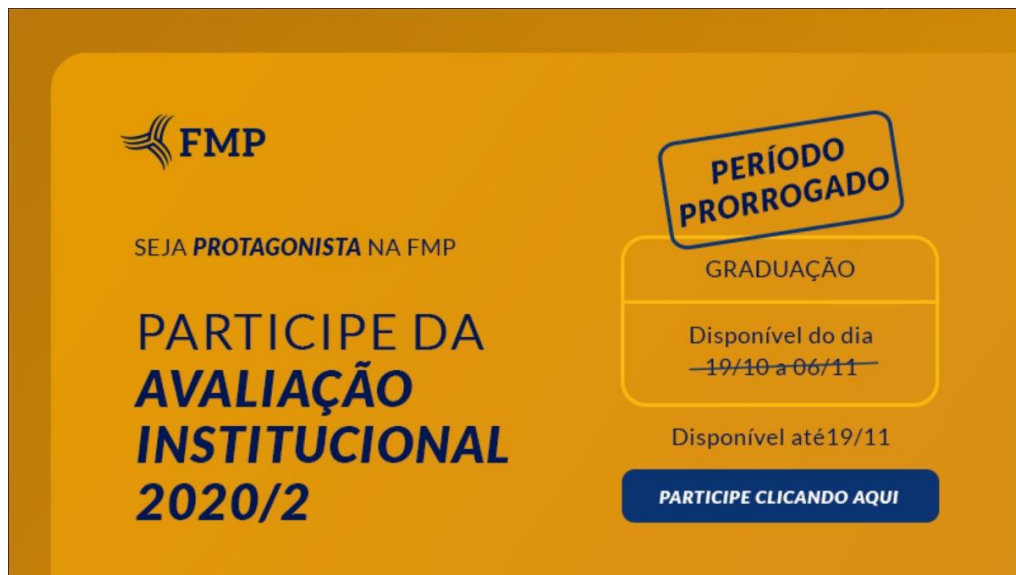 FMP
SEJA PROTAGONISTA NA FMP
PARTICIPE DA
AVALIAÇÃO
INSTITUCIONAL
2020/2
PERÍODO
PRORROGADO
GRADUAÇÃO
Disponível do dia
19/10 a 06/11
Disponível até19/11
PARTICIPE CLICANDO AQUI